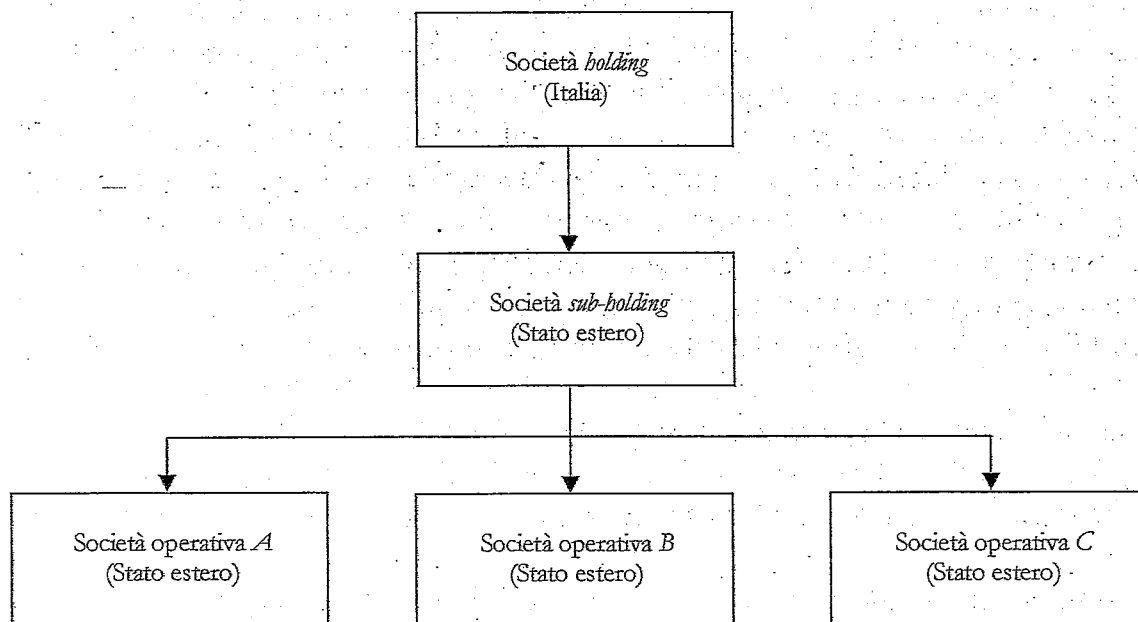 Società holding
(Italia)
Società sub-holding
(Stato estero)
Società operativa A
(Stato estero)
Società operativa B
(Stato estero)
Società operativa C
(Stato estero)